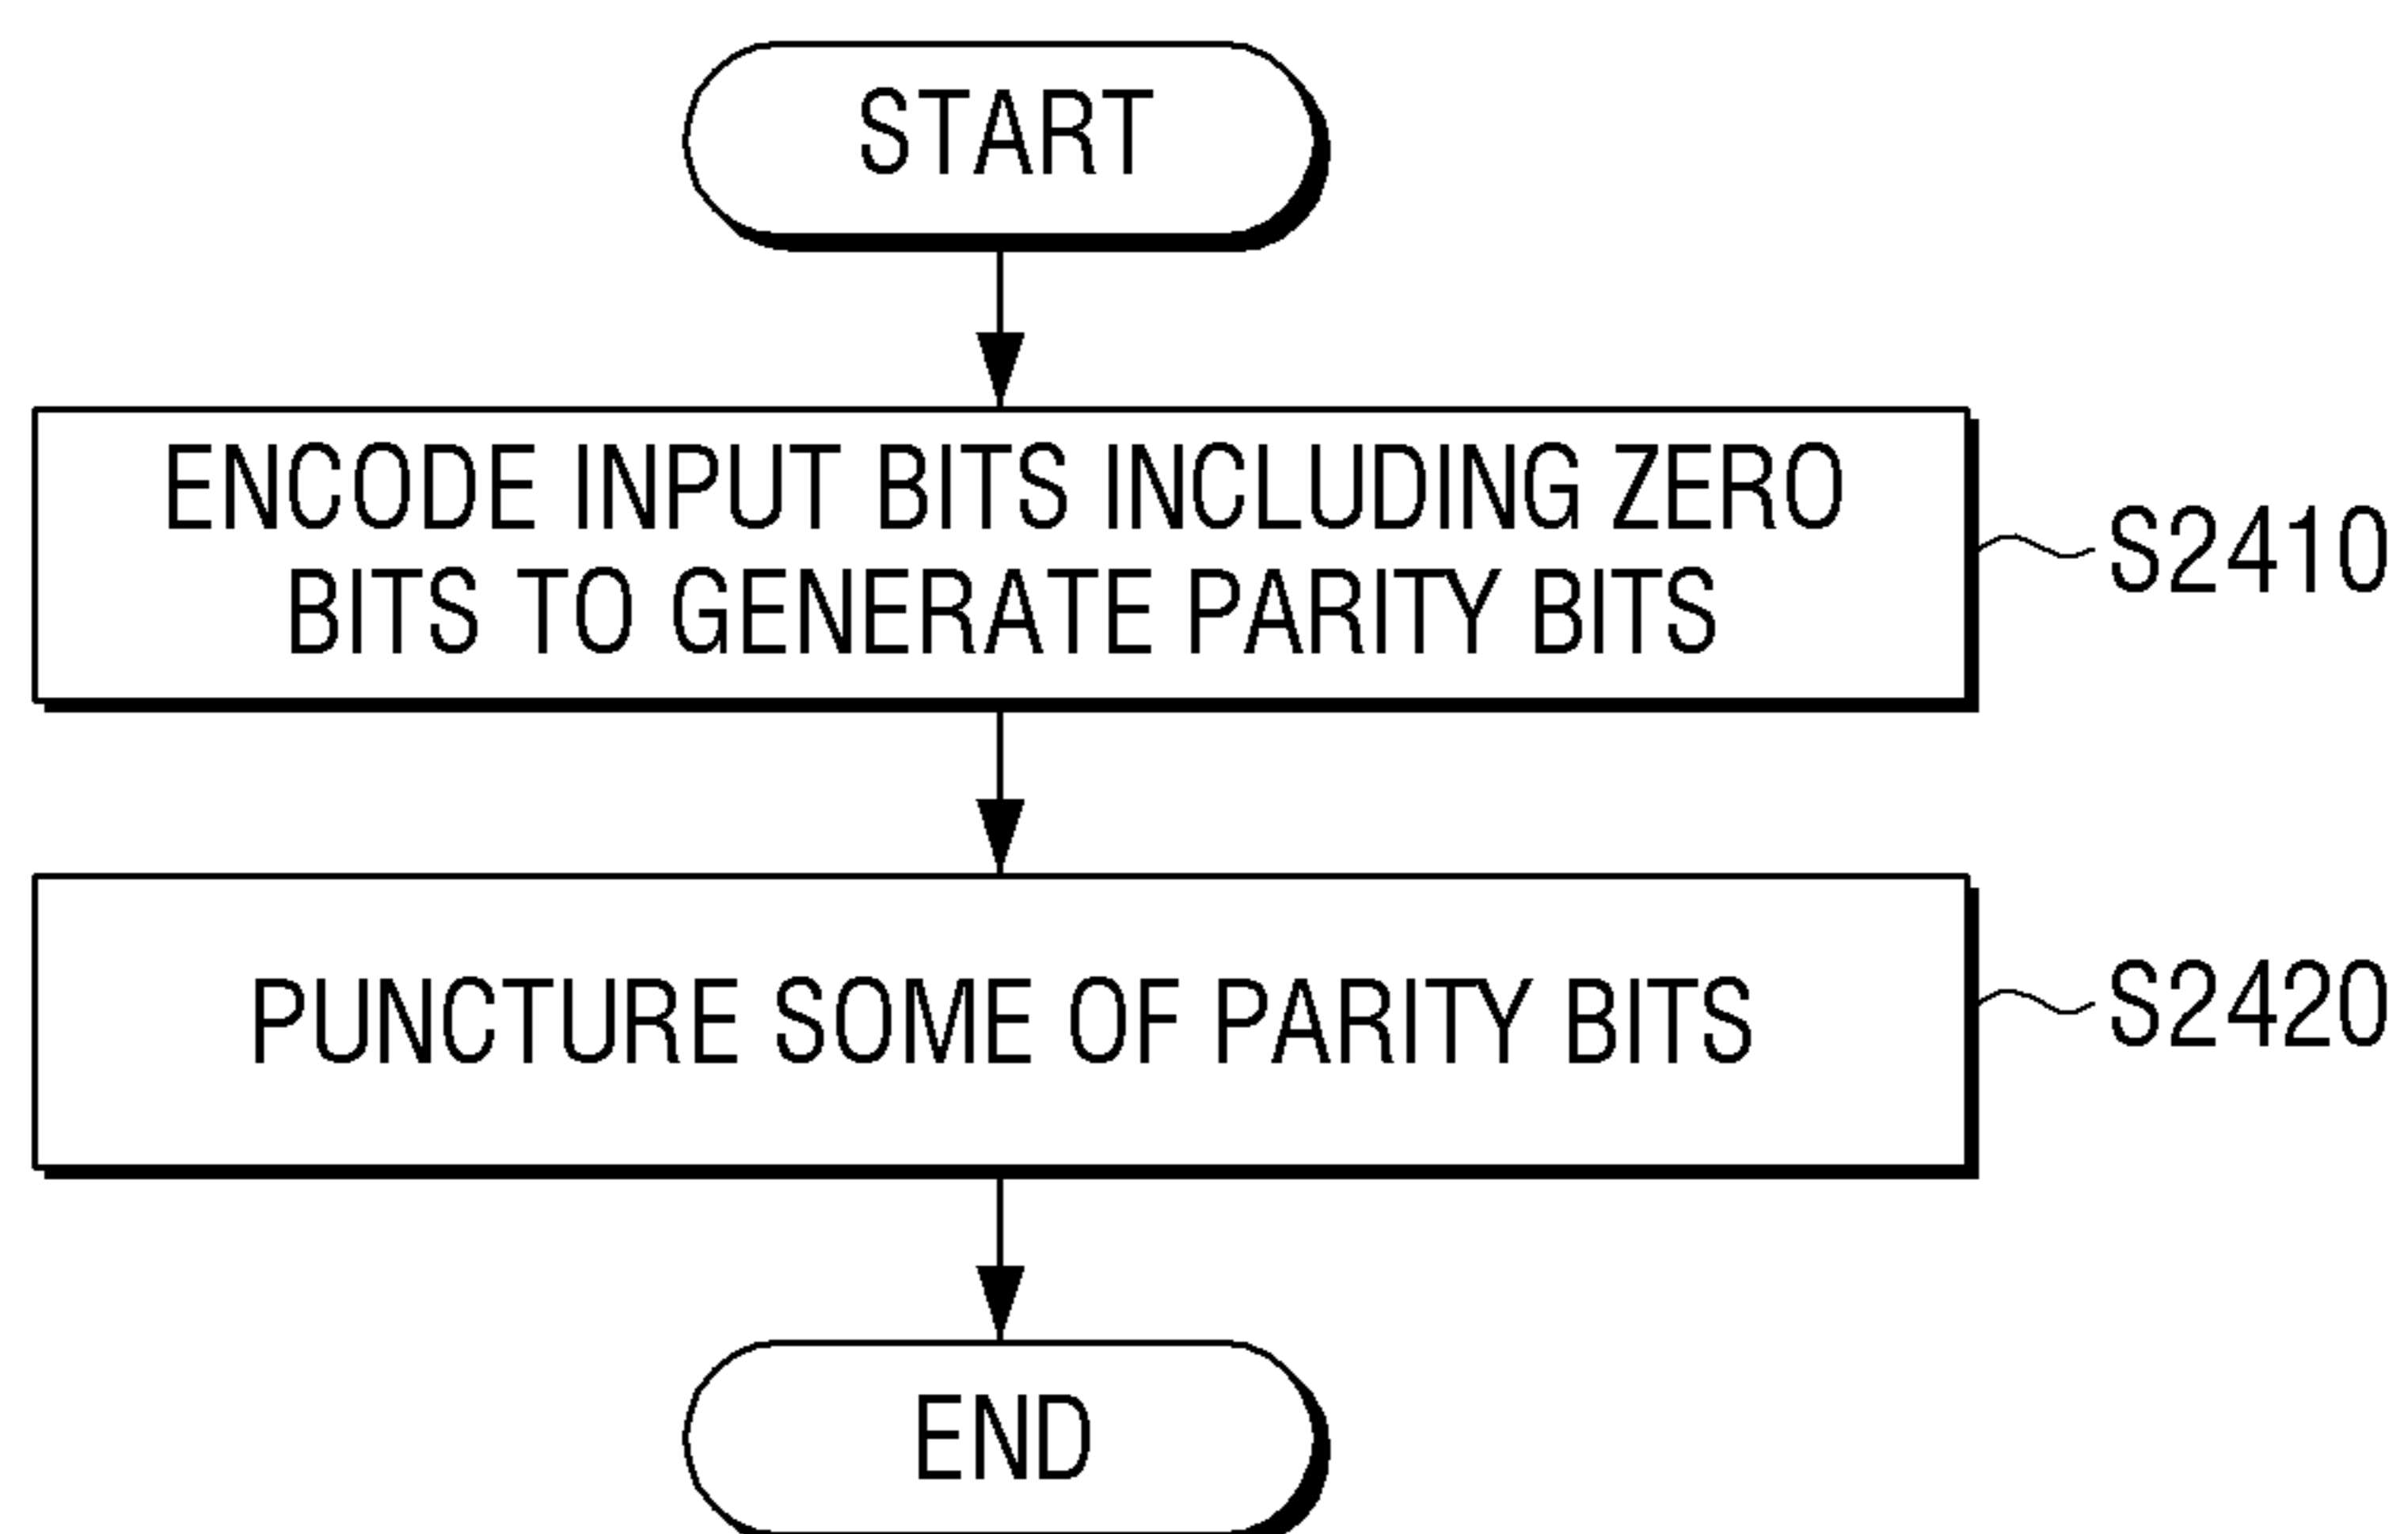 START
ENCODE INPUT BITS INCLUDING ZERO
BITS TO GENERATE PARITY BITS
S2410
PUNCTURE SOME OF PARITY BITS
S2420
END